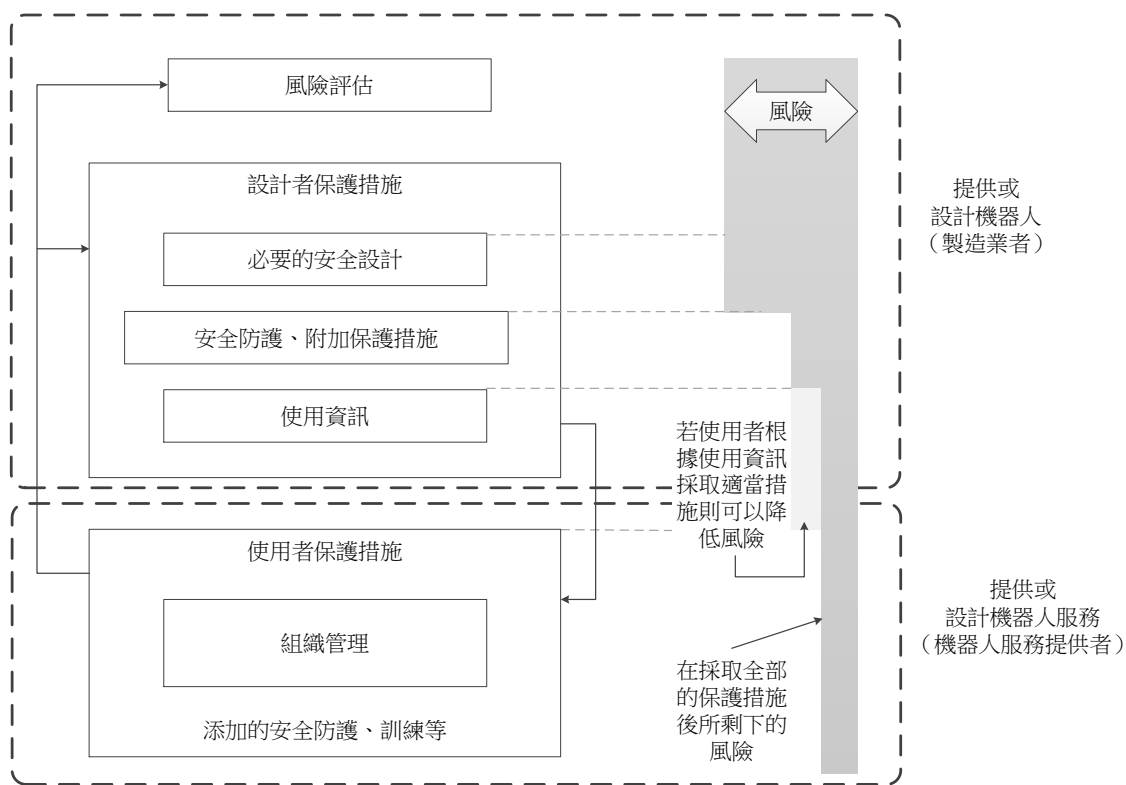 風險評估
風險
設計者保護措施
必要的安全設計
安全防護、附加保護措施
使用資訊
提供或
設計機器人
（製造業者）
若使用者根
據使用資訊
採取適當措
施則可以降
低風險
使用者保護措施
組織管理
添加的安全防護、訓練等
在採取全部
的保護措施
後所剩下的
風險
提供或
設計機器人服務
（機器人服務提供者）